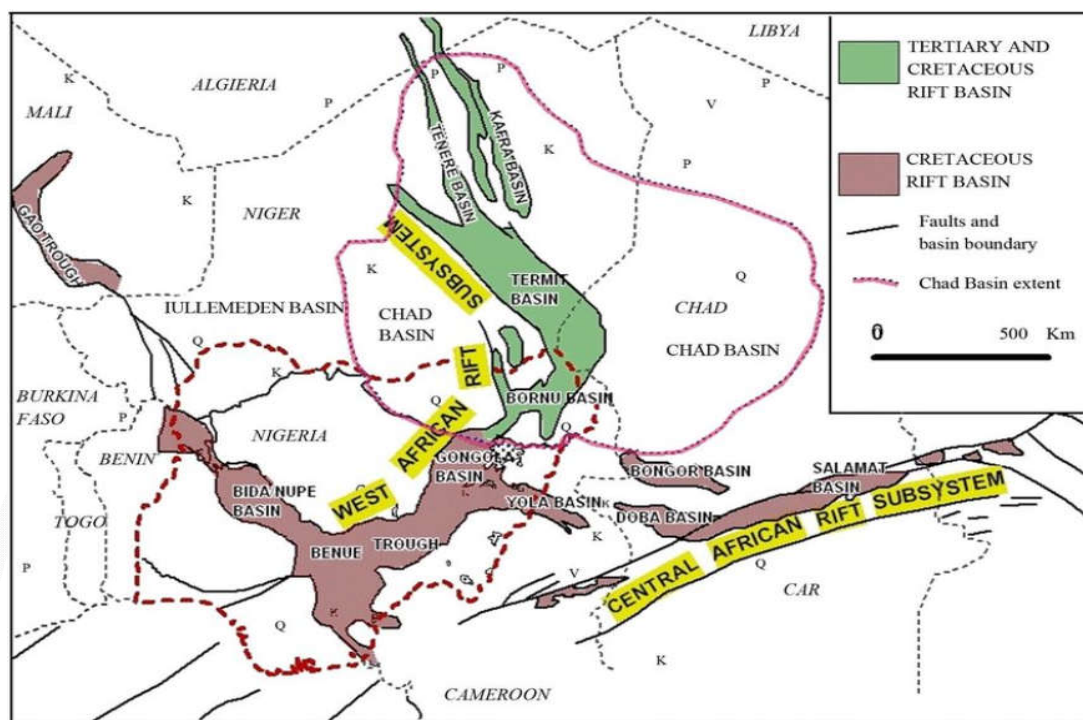 LIBYA
ALGIERIA
MALI
K
K
P
P
P
V
P
K
P
K
NIGER
TENERE BASIN
KAFRA BASIN
GAO TROUGH
SUBSYSTEM
K
TERMIT
BASIN
Q
CHAD
IULLEMEDEN BASIN
CHAD
BASIN
CHAD BASIN
Q
K
RIFT
BURKINA
FASO
P
Q
BORNU BASIN
Q
NIGERIA
AFRICAN
BENIN
GONGOLA
BASIN
K
BONGOR BASIN
SALAMAT
BASIN
BIDA NUPE
BASIN
WEST
YOLA BASIN
K
DOBA BASIN
CENTRAL AFRICAN RIFT SUBSYSTEM
TOGO
BENUE TROUGH
K
P
V
Q
CAR
K
Q
K
CAMEROON
TERTIARY AND
CRETACEOUS
RIFT BASIN
CRETACEOUS
RIFT BASIN
Faults and
basin boundary
Chad Basin extent
0 500 Km